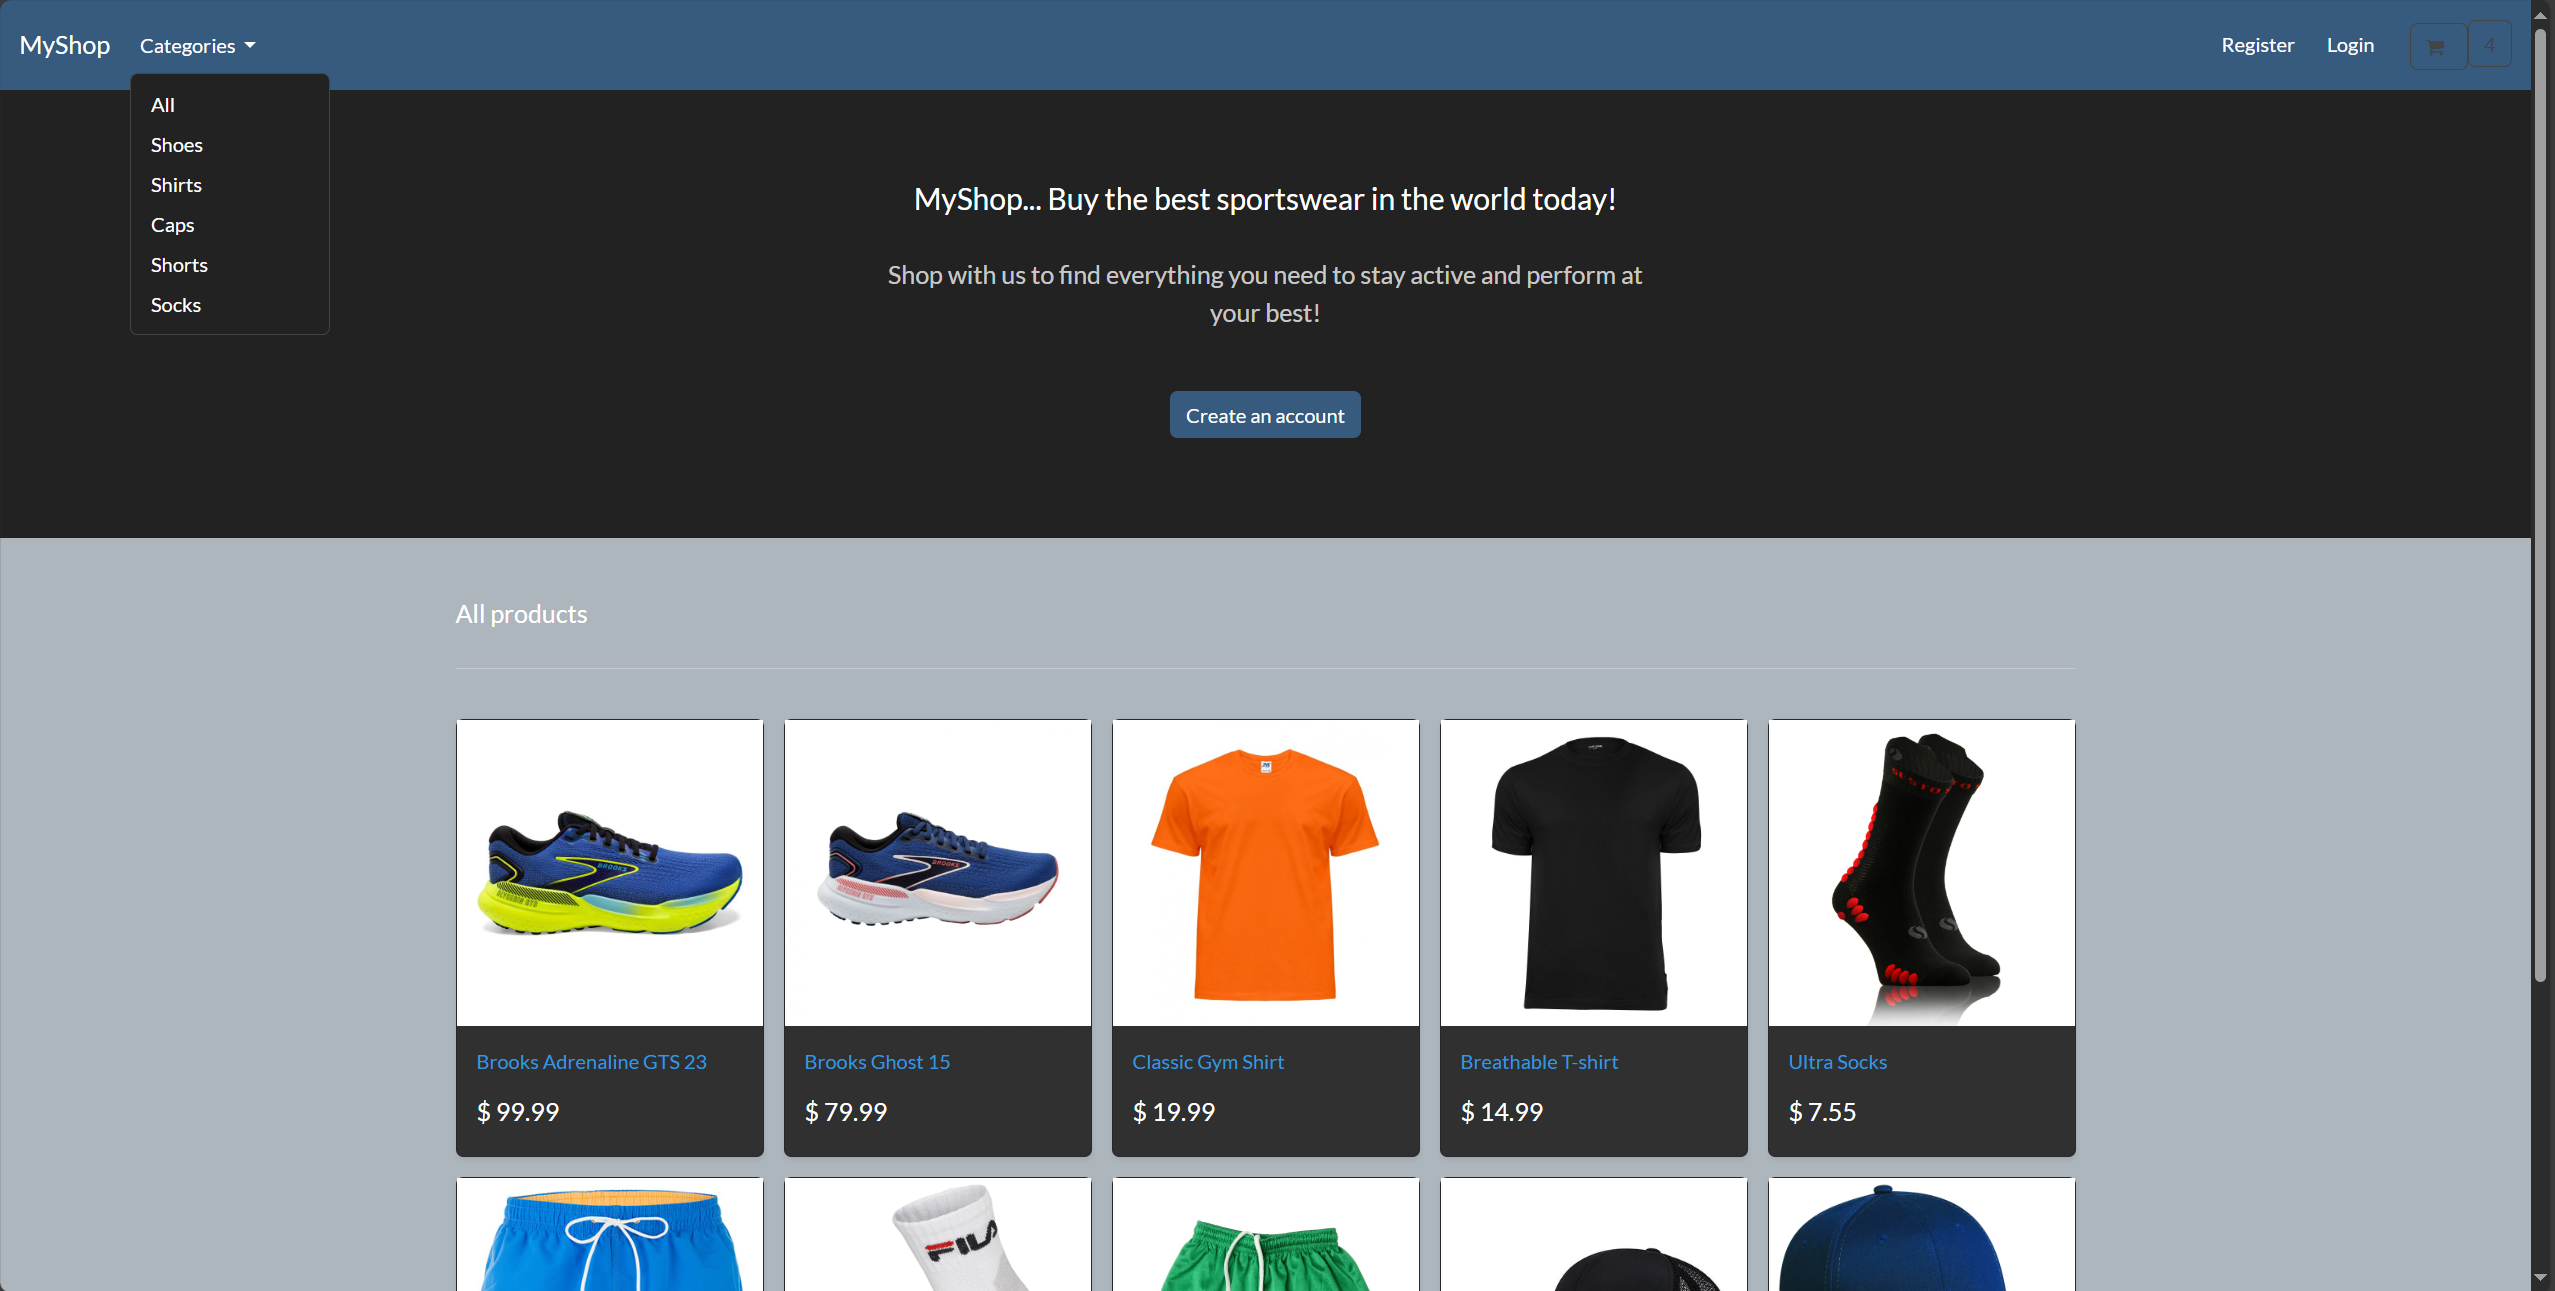 MyShop
Categories
Register
Login
4
All
Shoes
Shirts
Caps
Shorts
Socks
MyShop... Buy the best sportswear in the world today!
Shop with us to find everything you need to stay active and perform at
your best!
Create an account
All products
BROOKS
BROOKS
Brooks Adrenaline GTS 23
$ 99.99
Brooks Ghost 15
$ 79.99
Classic Gym Shirt
$ 19.99
Breathable T-shirt
$ 14.99
Ultra Socks
$ 7.55
FILA